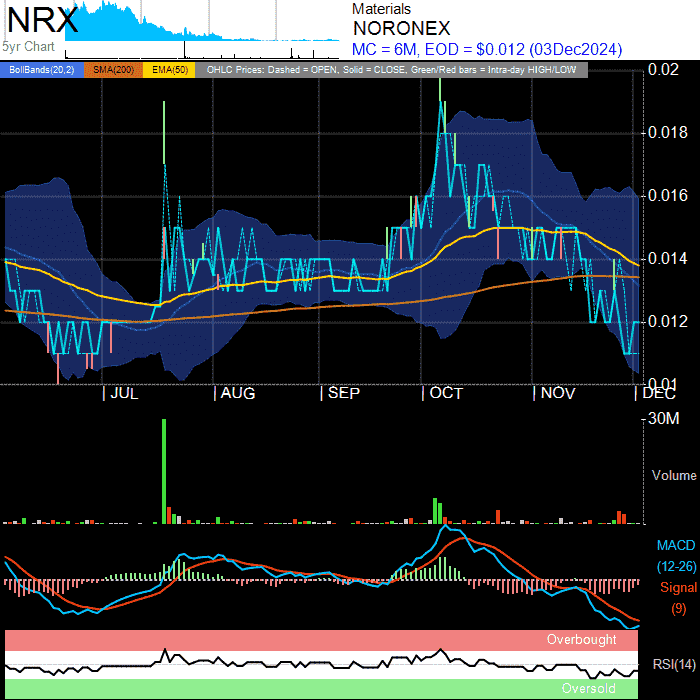 NRX
5yr Chart
Materials
NORONEX
MC = 6M, EOD = $0.012 (03Dec2024)
BollBands(20,2) SMA(200) EMA(50) OHLC Prices: Dashed = OPEN, Solid = CLOSE, Green/Red bars = Intra-day HIGH/LOW
0.02
0.018
0.016
0.014
0.012
0.01
| JUL | AUG | SEP | OCT | NOV | DEC
30M
Volume
MACD
(12-26)
Signal
(9)
Overbought
RSI(14)
Oversold